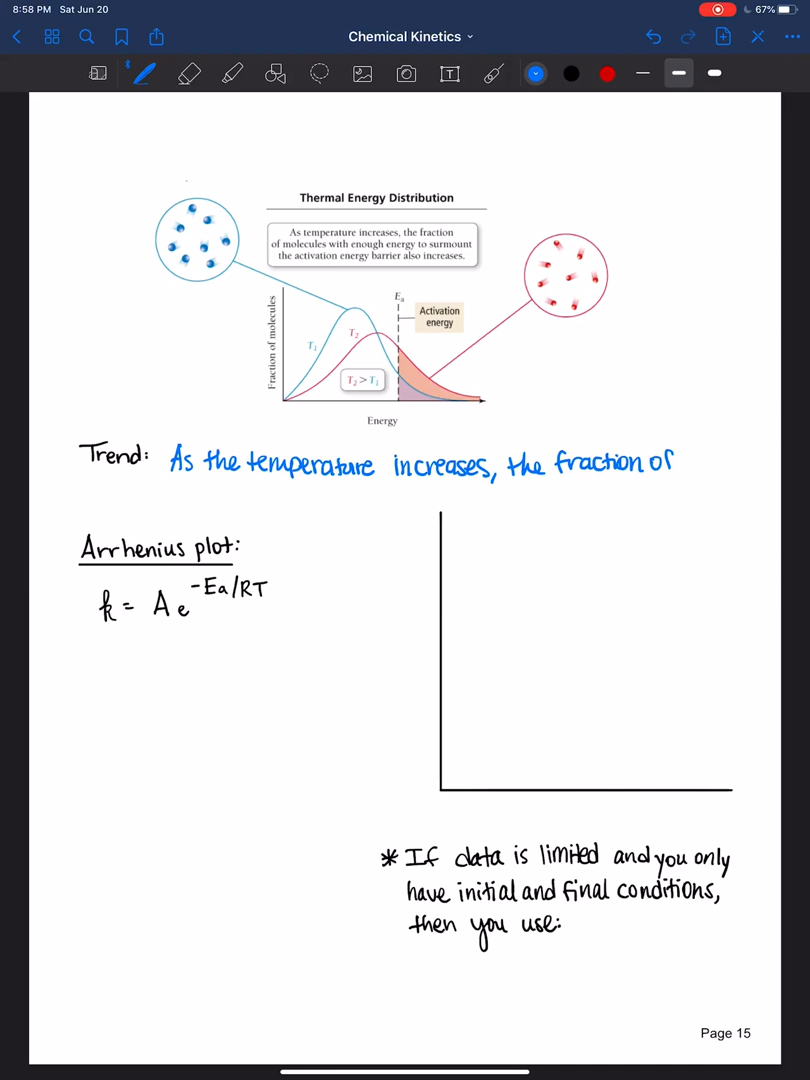 8:58 PM Sat Jun 20
67%
Chemical Kinetics
T
Thermal Energy Distribution
As temperature increases, the fraction
of molecules with enough energy to surmount
the activation energy barrier also increases.
Ea
Activation
energy
Fraction of molecules
T1
T2
T2 > T1
Energy
Trend: As the temperature increases, the fraction of
Arrhenius plot:
k = A e -Ea/RT
* If data is limited and you only
have initial and final conditions,
then you use:
Page 15